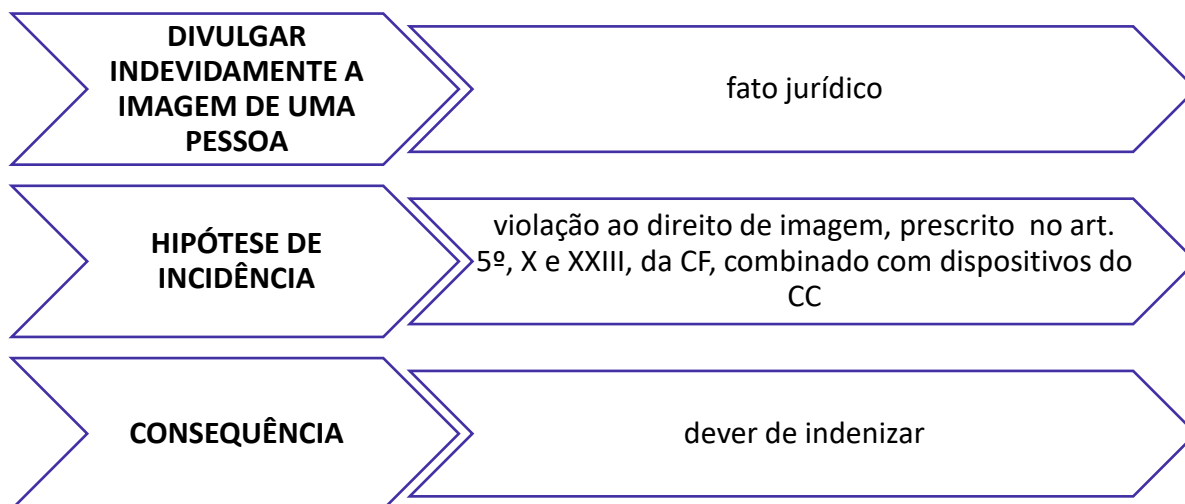 DIVULGAR
INDEVIDAMENTE A
IMAGEM DE UMA
PESSOA
fato jurídico
HIPÓTESE DE
INCIDÊNCIA
violação ao direito de imagem, prescrito no art.
5º, X e XXIII, da CF, combinado com dispositivos do
CC
CONSEQUÊNCIA
dever de indenizar